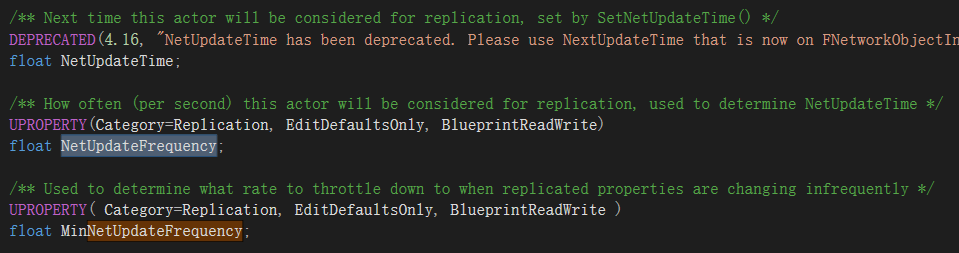 /** Next time this actor will be considered for replication, set by SetNetUpdateTime() */
DEPRECATED(4.16, "NetUpdateTime has been deprecated. Please use NextUpdateTime that is now on FNetworkObjectIn
float NetUpdateTime;
/** How often (per second) this actor will be considered for replication, used to determine NetUpdateTime */
UPROPERTY(Category=Replication, EditDefaultsOnly, BlueprintReadWrite)
float NetUpdateFrequency;
/** Used to determine what rate to throttle down to when replicated properties are changing infrequently */
UPROPERTY( Category=Replication, EditDefaultsOnly, BlueprintReadWrite )
float MinNetUpdateFrequency;